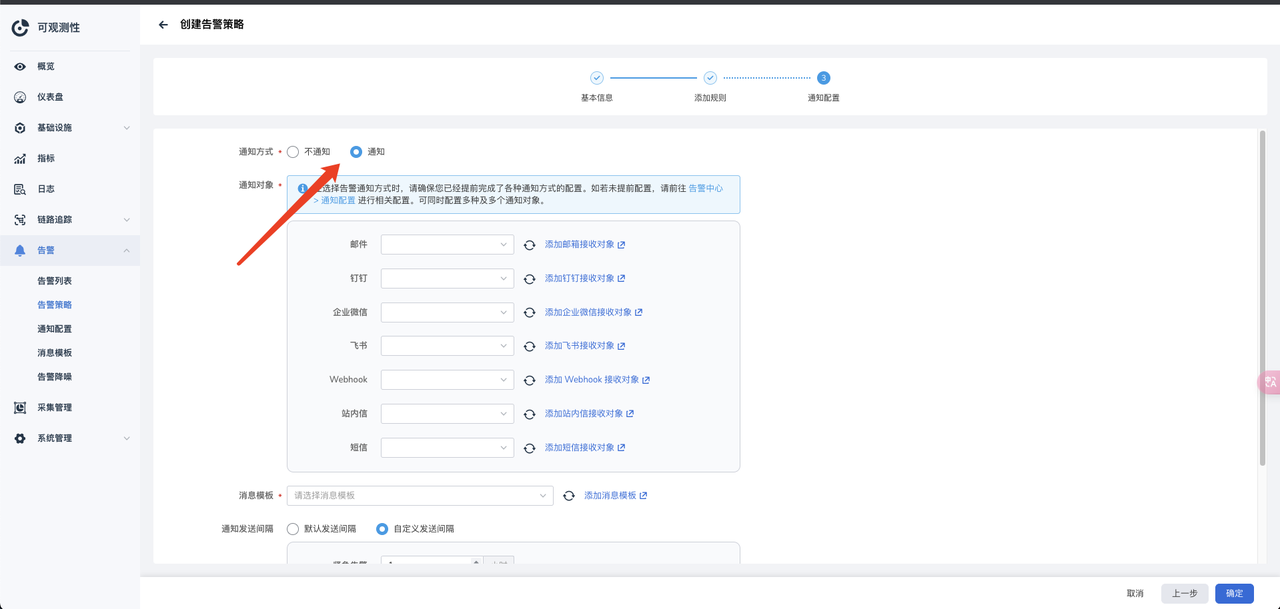 可观测性
创建告警策略
概览
仪表盘
基础设施
指标
日志
链路追踪
告警
告警列表
告警策略
通知配置
消息模板
告警降噪
采集管理
系统管理
基本信息
添加规则
3
通知配置
通知方式 • 不通知 通知
通知对象 •
选择告警通知方式时，请确保您已经提前完成了各种通知方式的配置。如若未提前配置，请前往 告警中心
> 通知配置 进行相关配置。可同时配置多种及多个通知对象。
邮件 添加邮箱接收对象
钉钉 添加钉钉接收对象
企业微信 添加企业微信接收对象
飞书 添加飞书接收对象
Webhook 添加 Webhook 接收对象
站内信 添加站内信接收对象
短信 添加短信接收对象
消息模板 • 请选择消息模板 添加消息模板
通知发送间隔 默认发送间隔 自定义发送间隔
取消 上一步 确定